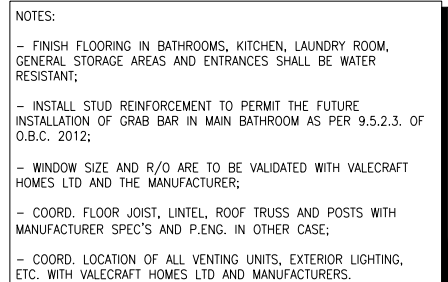 NOTES:
– FINISH FLOORING IN BATHROOMS, KITCHEN, LAUNDRY ROOM,
GENERAL STORAGE AREAS AND ENTRANCES SHALL BE WATER
RESISTANT;
– INSTALL STUD REINFORCEMENT TO PERMIT THE FUTURE
INSTALLATION OF GRAB BAR IN MAIN BATHROOM AS PER 9.5.2.3. OF
O.B.C. 2012;
– WINDOW SIZE AND R/O ARE TO BE VALIDATED WITH VALECRAFT
HOMES LTD AND THE MANUFACTURER;
– COORD. FLOOR JOIST, LINTEL, ROOF TRUSS AND POSTS WITH
MANUFACTURER SPEC'S AND P.ENG. IN OTHER CASE;
– COORD. LOCATION OF ALL VENTING UNITS, EXTERIOR LIGHTING,
ETC. WITH VALECRAFT HOMES LTD AND MANUFACTURERS.